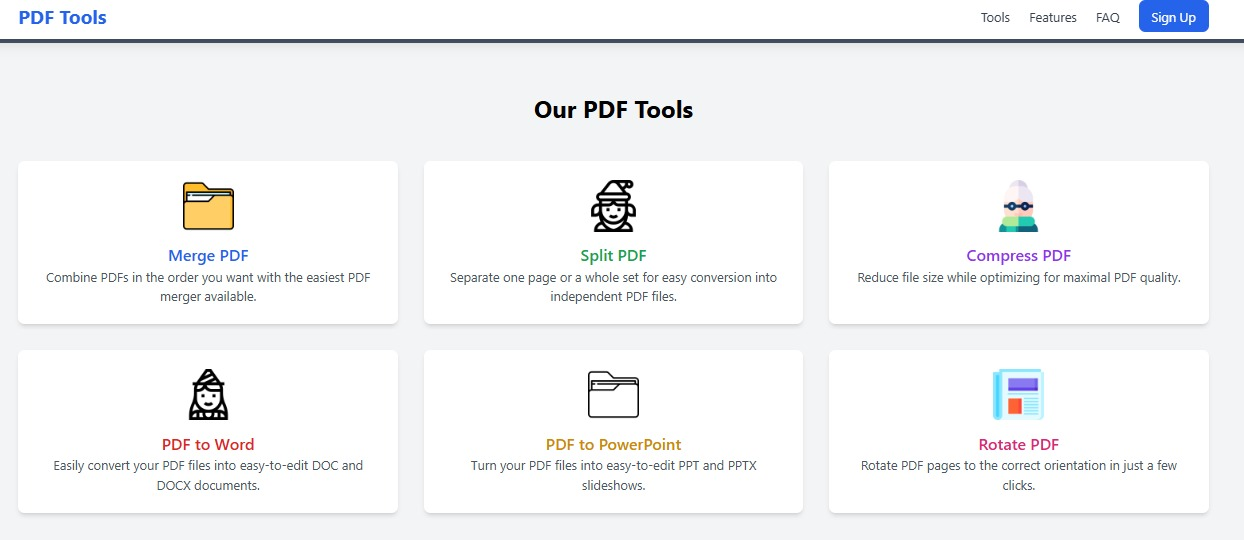 PDF Tools
Tools Features FAQ Sign Up
Our PDF Tools
Merge PDF
Combine PDFs in the order you want with the easiest PDF
merger available.
Split PDF
Separate one page or a whole set for easy conversion into
independent PDF files.
Compress PDF
Reduce file size while optimizing for maximal PDF quality.
PDF to Word
Easily convert your PDF files into easy-to-edit DOC and
DOCX documents.
PDF to PowerPoint
Turn your PDF files into easy-to-edit PPT and PPTX
slideshows.
Rotate PDF
Rotate PDF pages to the correct orientation in just a few
clicks.